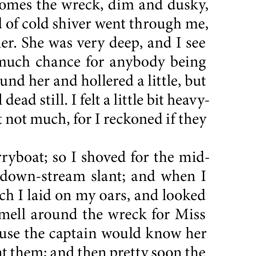 omes the wreck, dim and dusky,
of cold shiver went through me,
er. She was very deep, and I see
much chance for anybody being
und her and hollered a little, but
dead still. I felt a little bit heavy-
not much, for I reckoned if they
rryboat; so I shoved for the mid-
down-stream slant; and when I
ch I laid on my oars, and looked
mell around the wreck for Miss
use the captain would know her
t them; and then pretty soon the